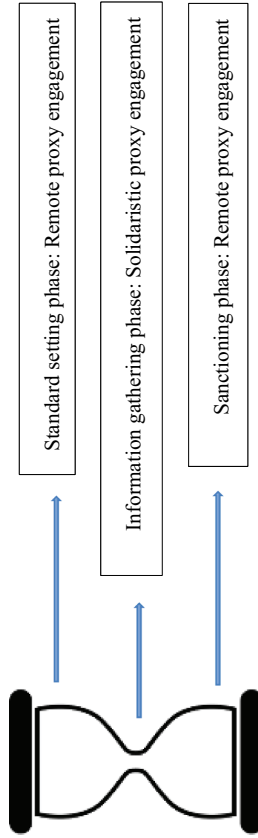 Standard setting phase: Remote proxy engagement
Information gathering phase: Solidaristic proxy engagement
Sanctioning phase: Remote proxy engagement